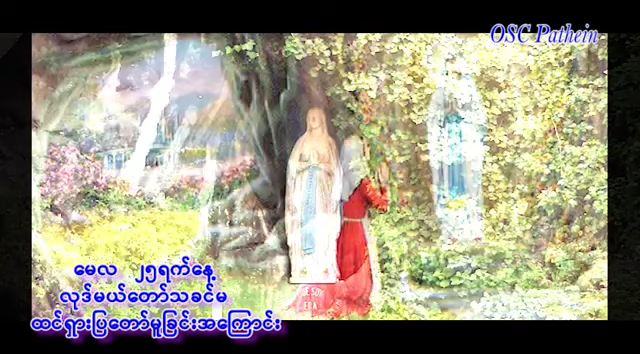 OSC Pathein
မေလ ၂၅ရက်နေ့
လုဒ်မယ်တော်သခင်မ
ထင်ရှားပြတော်မူခြင်းအကြောင်း